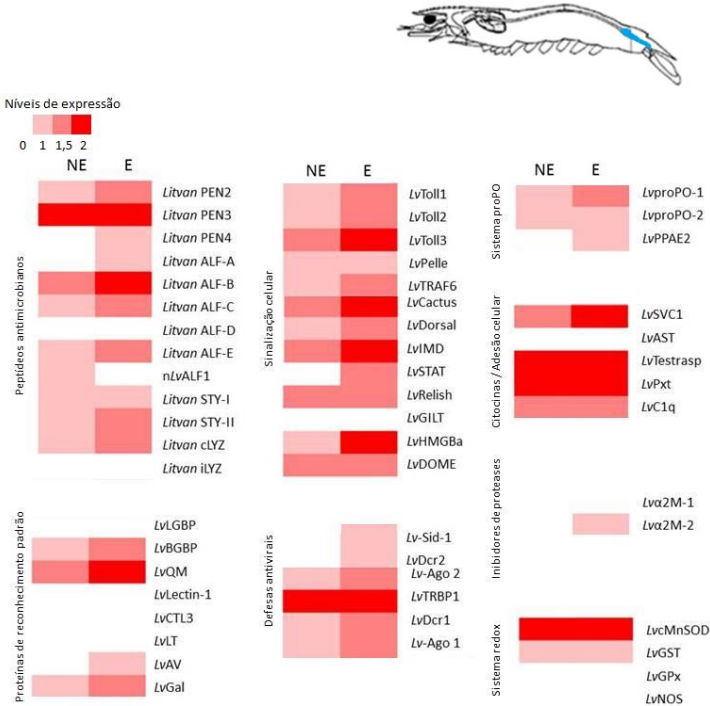 Níveis de expressão
0 1 1,5 2
NE E
Peptídeos antimicrobianos
Litvan PEN2
Litvan PEN3
Litvan PEN4
Litvan ALF-A
Litvan ALF-B
Litvan ALF-C
Litvan ALF-D
Litvan ALF-E
nLvALF1
Litvan STY-I
Litvan STY-II
Litvan cLYZ
Litvan iLYZ
Proteínas de reconhecimento padrão
LvLGBP
LvBGBP
LvQM
LvLectin-1
LvCTL3
LvLT
LvAV
LvGal
NE E
Sinalização celular
LvToll1
LvToll2
LvToll3
LvPelle
LvTRAF6
LvCactus
LvDorsal
LvIMD
LvSTAT
LvRelish
LvGILT
LvHMGBa
LvDOME
Defesas antivirais
Lv-Sid-1
LvDcr2
Lv-Ago 2
LvTRBP1
LvDcr1
Lv-Ago 1
NE E
Sistema proPO
LvproPO-1
LvproPO-2
LvPPAE2
Citocinas / Adesão celular
LvSVC1
LvAST
LvTestrasp
LvPxt
LvC1q
Inibidores de proteases
Lvα2M-1
Lvα2M-2
Sistema redox
LvcMnSOD
LvGST
LvGPx
LvNOS